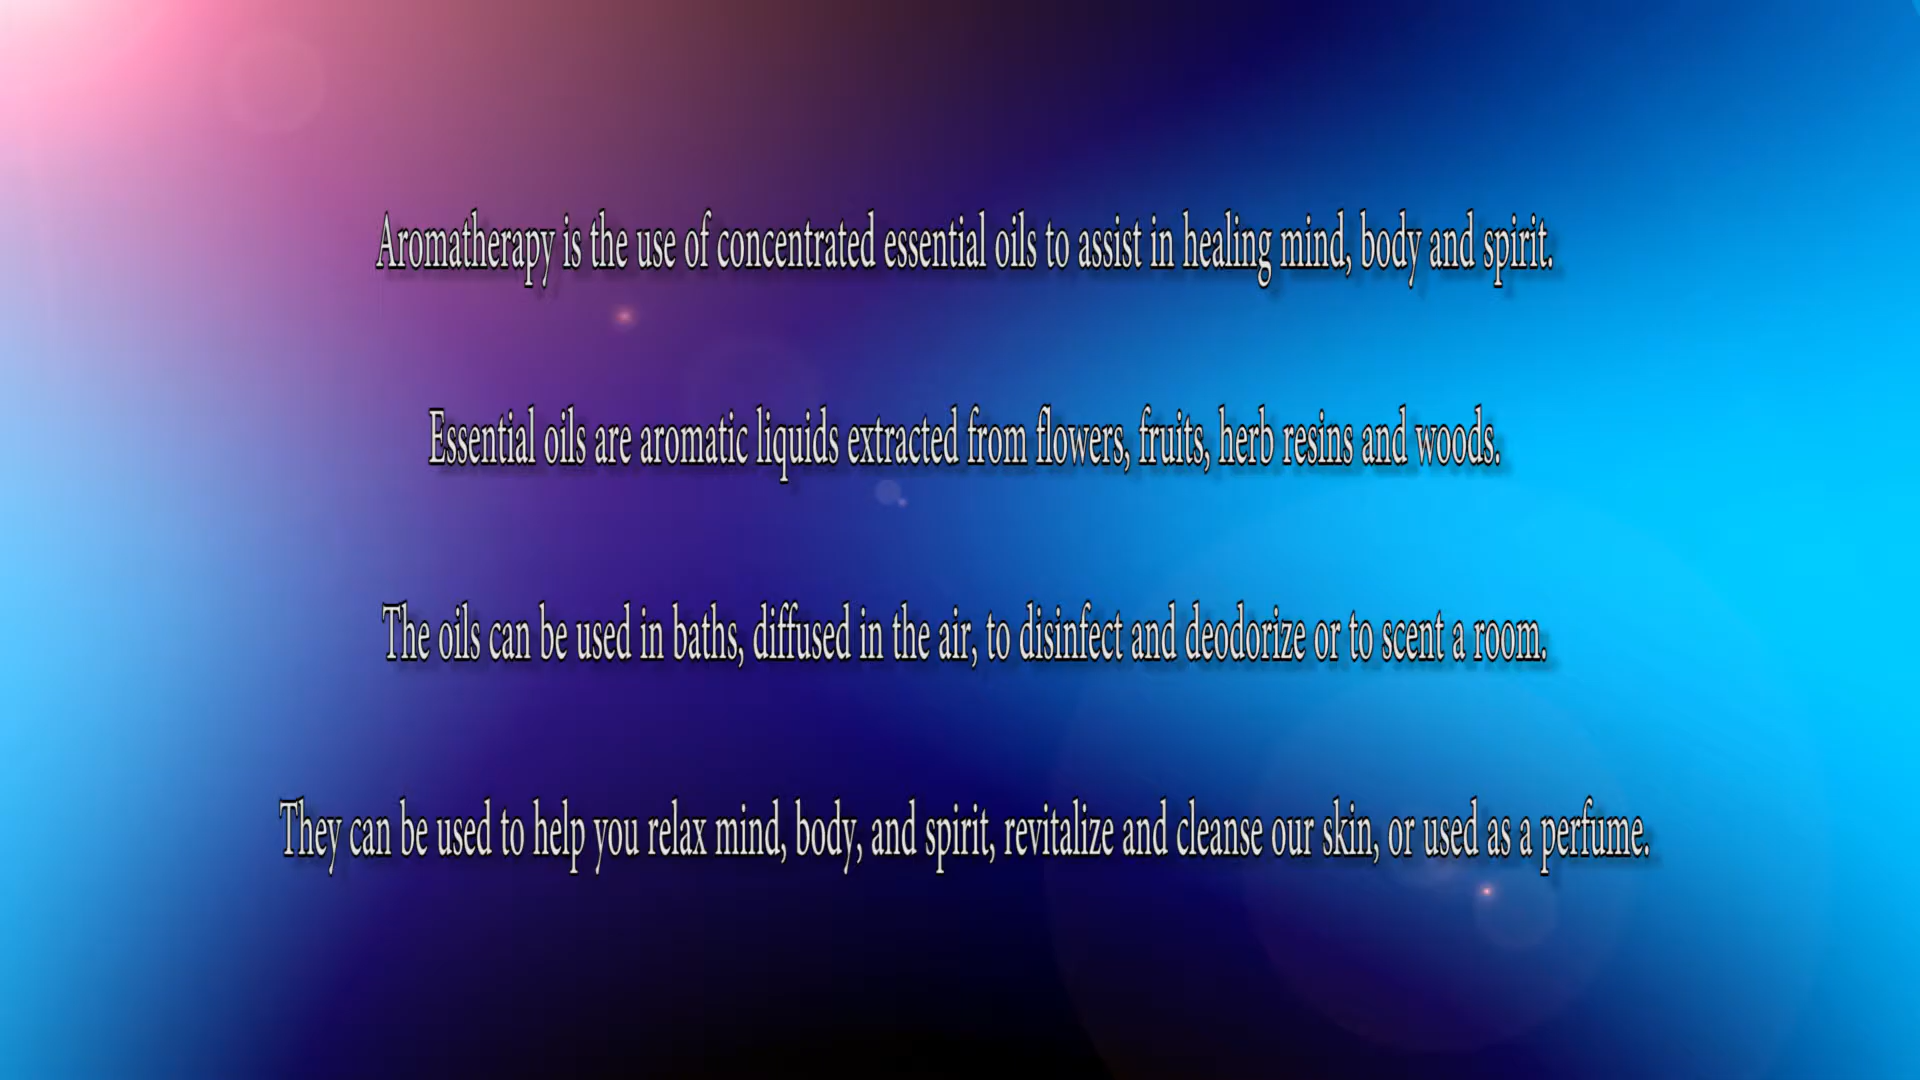 Aromatherapy is the use of concentrated essential oils to assist in healing mind, body and spirit.
Essential oils are aromatic liquids extracted from flowers, fruits, herb resins and woods.
The oils can be used in baths, diffused in the air, to disinfect and deodorize or to scent a room.
They can be used to help you relax mind, body, and spirit, revitalize and cleanse our skin, or used as a perfume.